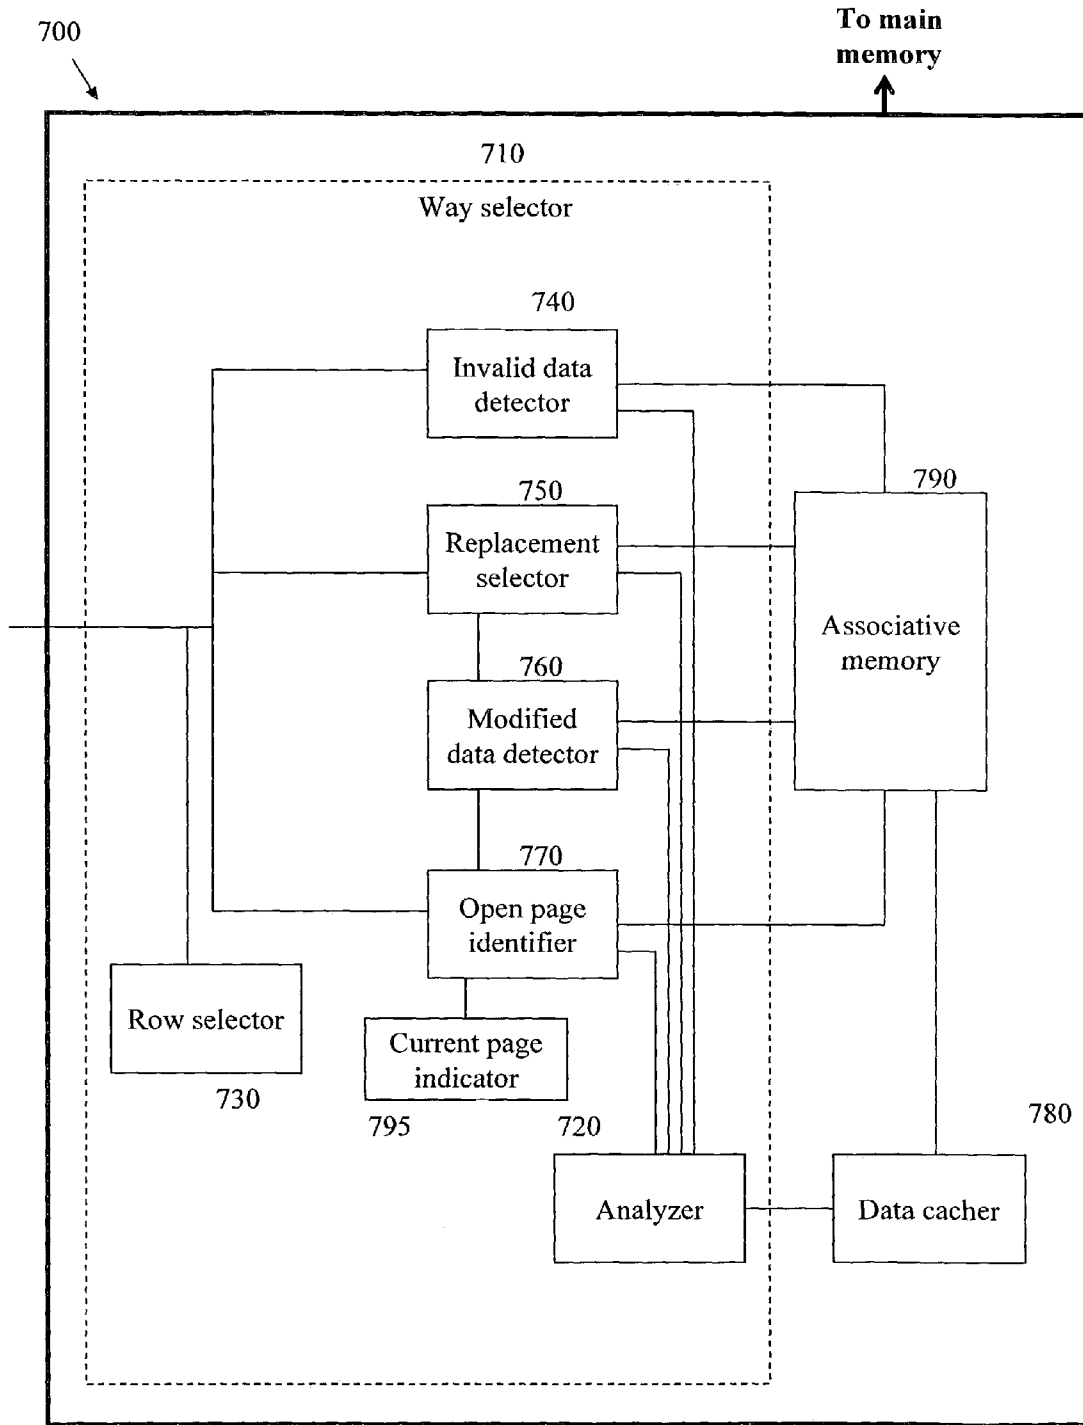 700
To main
memory
710
Way selector
740
Invalid data
detector
750
790
Replacement
selector
Associative
memory
760
Modified
data detector
770
Open page
identifier
Row selector
730
Current page
indicator
795
720
780
Analyzer
Data cacher